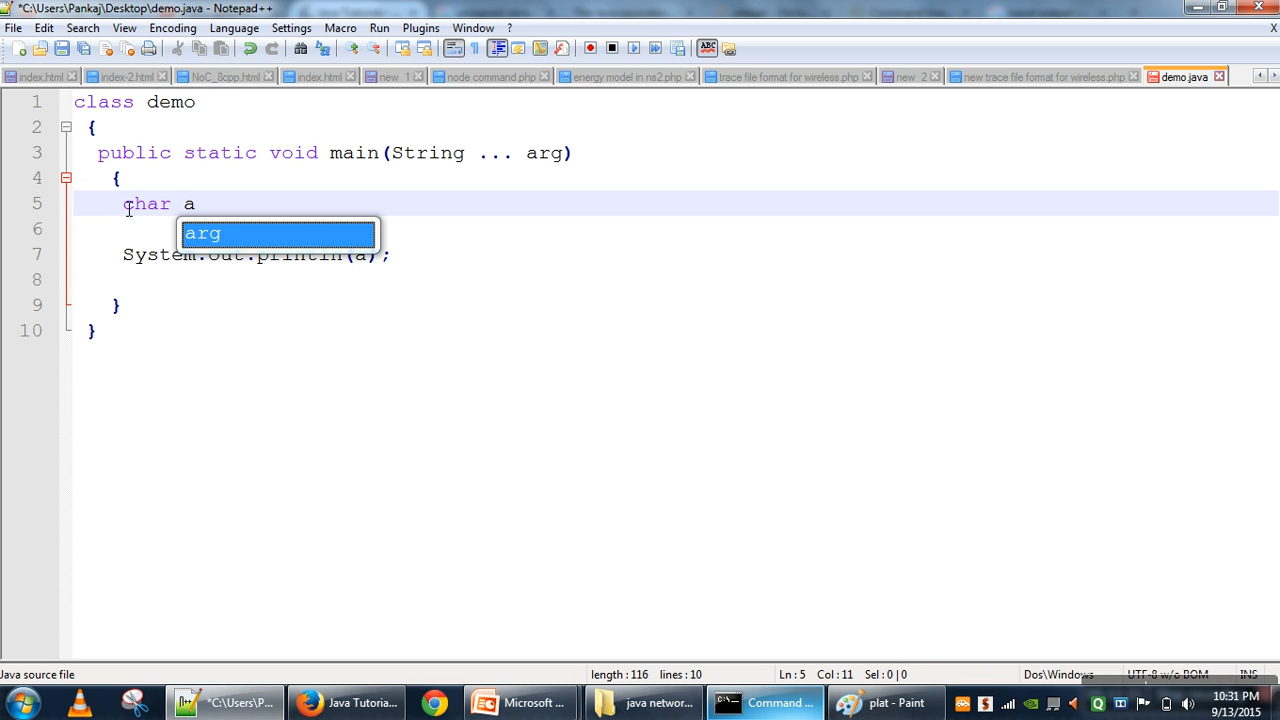 *C:\Users\Pankaj\Desktop\demo.java - Notepad++
File Edit Search View Encoding Language Settings Macro Run Plugins Window ? X
index.html index-2.html NoC_8cpp.html index.html new 1 node command.php energy model in ns2.php trace file format for wireless.php new 2 new trace file format for wireless.php demo.java
1 class demo
2 {
3 public static void main(String ... arg)
4 {
5 char a
arg
6
7 System.out.println(a);
8
9 }
10 }
Java source file length : 116 lines : 10 Ln : 5 Col : 11 Sel : 0 | 0 Dos\Windows UTF-8 w/o BOM INS
*C:\Users\P... Java Tutoria... Microsoft ... java networ... Command ... plat - Paint 10:31 PM
9/13/2015